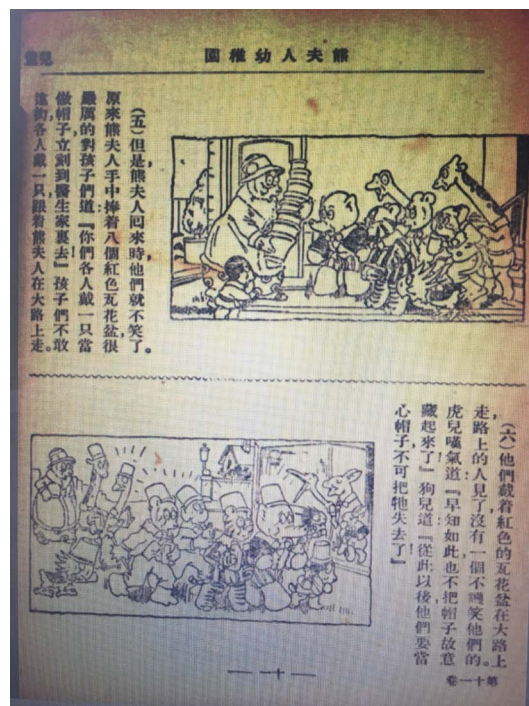 熊夫人幼稚園
兒童
(五)但是熊夫人回來時他們就不笑了。
原來熊夫人手中捧着八個紅色瓦花盆很
嚴厲的對孩子們道『你們各人戴一只當
做帽子立刻到醫生家裏去』孩子們不敢
違拗各人戴一只跟着熊夫人在大路上走。
(六)他們戴着紅色的瓦花盆在大路上
走路上的人見了沒有一個不譏笑他們的。
虎兒嘆氣道『早知如此也不把帽子故意
藏起來了』狗兒道『從此以後他們要當
心帽子不可把牠失去了』
第十一卷
— 十一 —